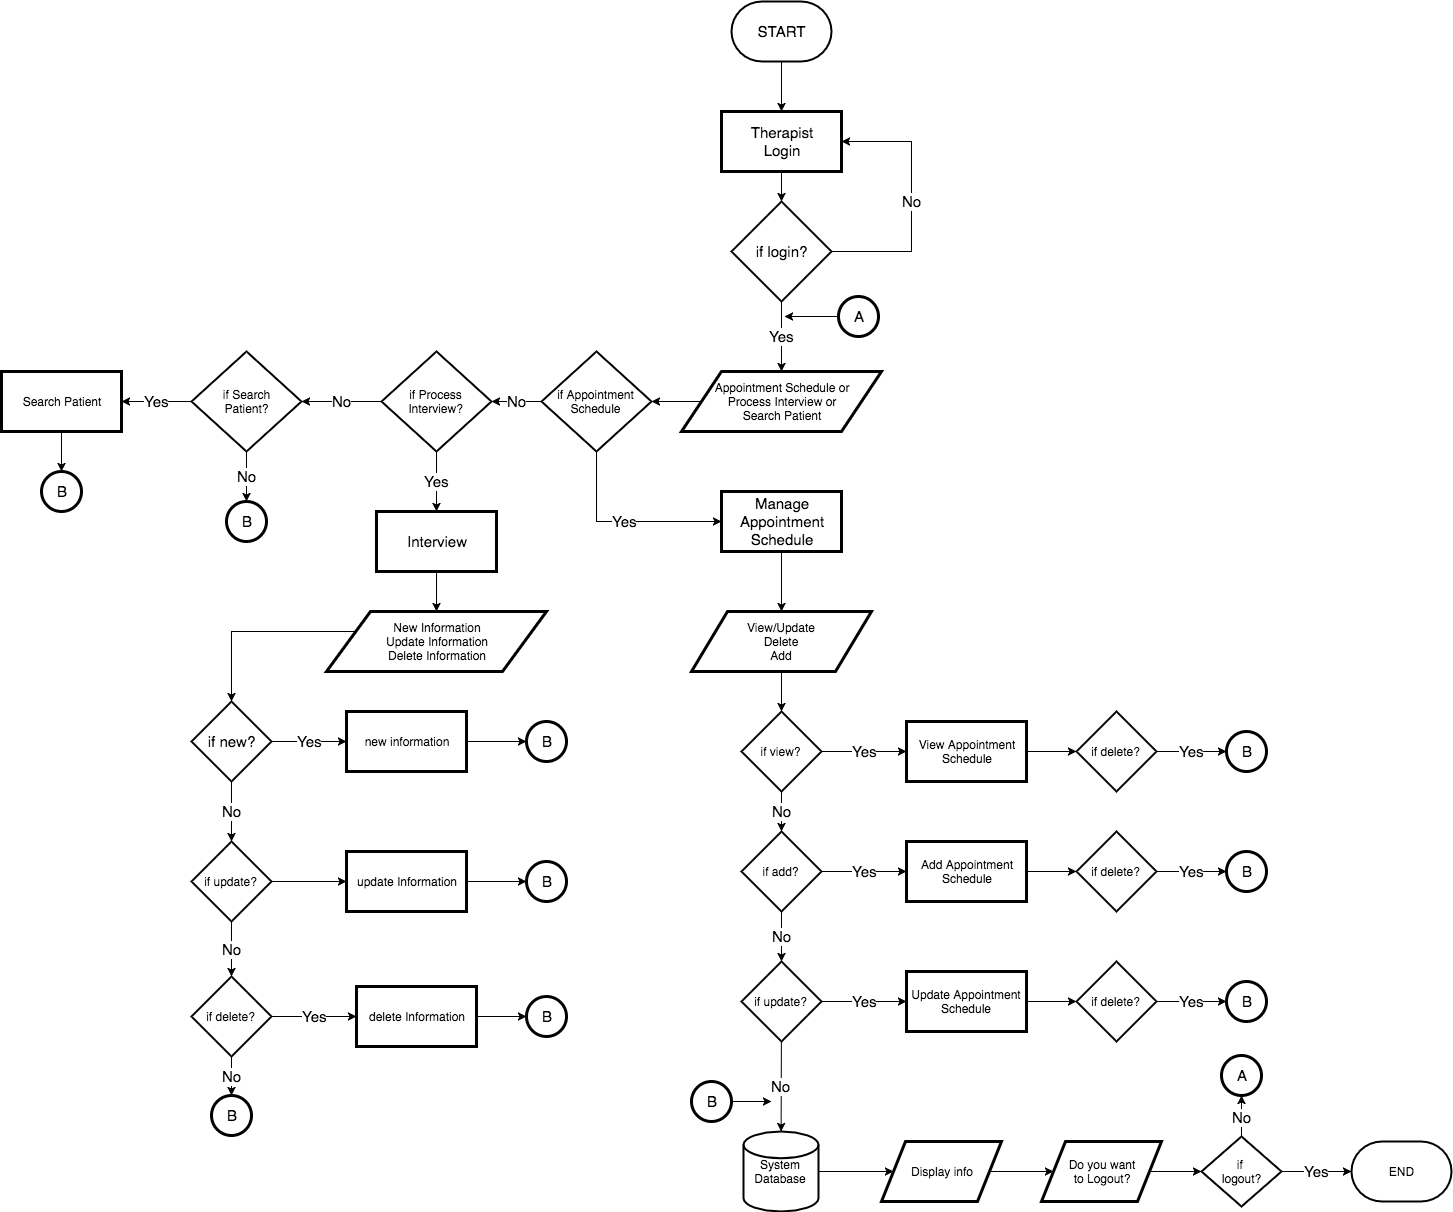 START
Therapist
Login
No
if login?
A
Yes
Appointment Schedule or
Process Interview or
Search Patient
if Appointment
Schedule
No
if Process
Interview?
No
if Search
Patient?
Yes
Search Patient
B
No
B
Yes
Interview
Yes
Manage
Appointment
Schedule
New Information
Update Information
Delete Information
View/Update
Delete
Add
if new?
Yes
new information
B
No
if update?
update Information
B
No
if delete?
Yes
delete Information
B
No
B
if view?
Yes
View Appointment
Schedule
if delete?
Yes
B
No
if add?
Yes
Add Appointment
Schedule
if delete?
Yes
B
No
if update?
Yes
Update Appointment
Schedule
if delete?
Yes
B
No
B
System
Database
Display info
Do you want
to Logout?
if
logout?
No
A
Yes
END